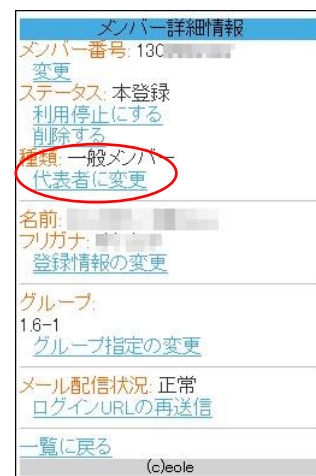 メンバー詳細情報
メンバー番号: 130
変更
ステータス: 本登録
利用停止にする
削除する
種類: 一般メンバー
代表者に変更
名前:
フリガナ:
登録情報の変更
グループ:
1.6-1
グループ指定の変更
メール配信状況: 正常
ログインURLの再送信
一覧に戻る
(c)eole